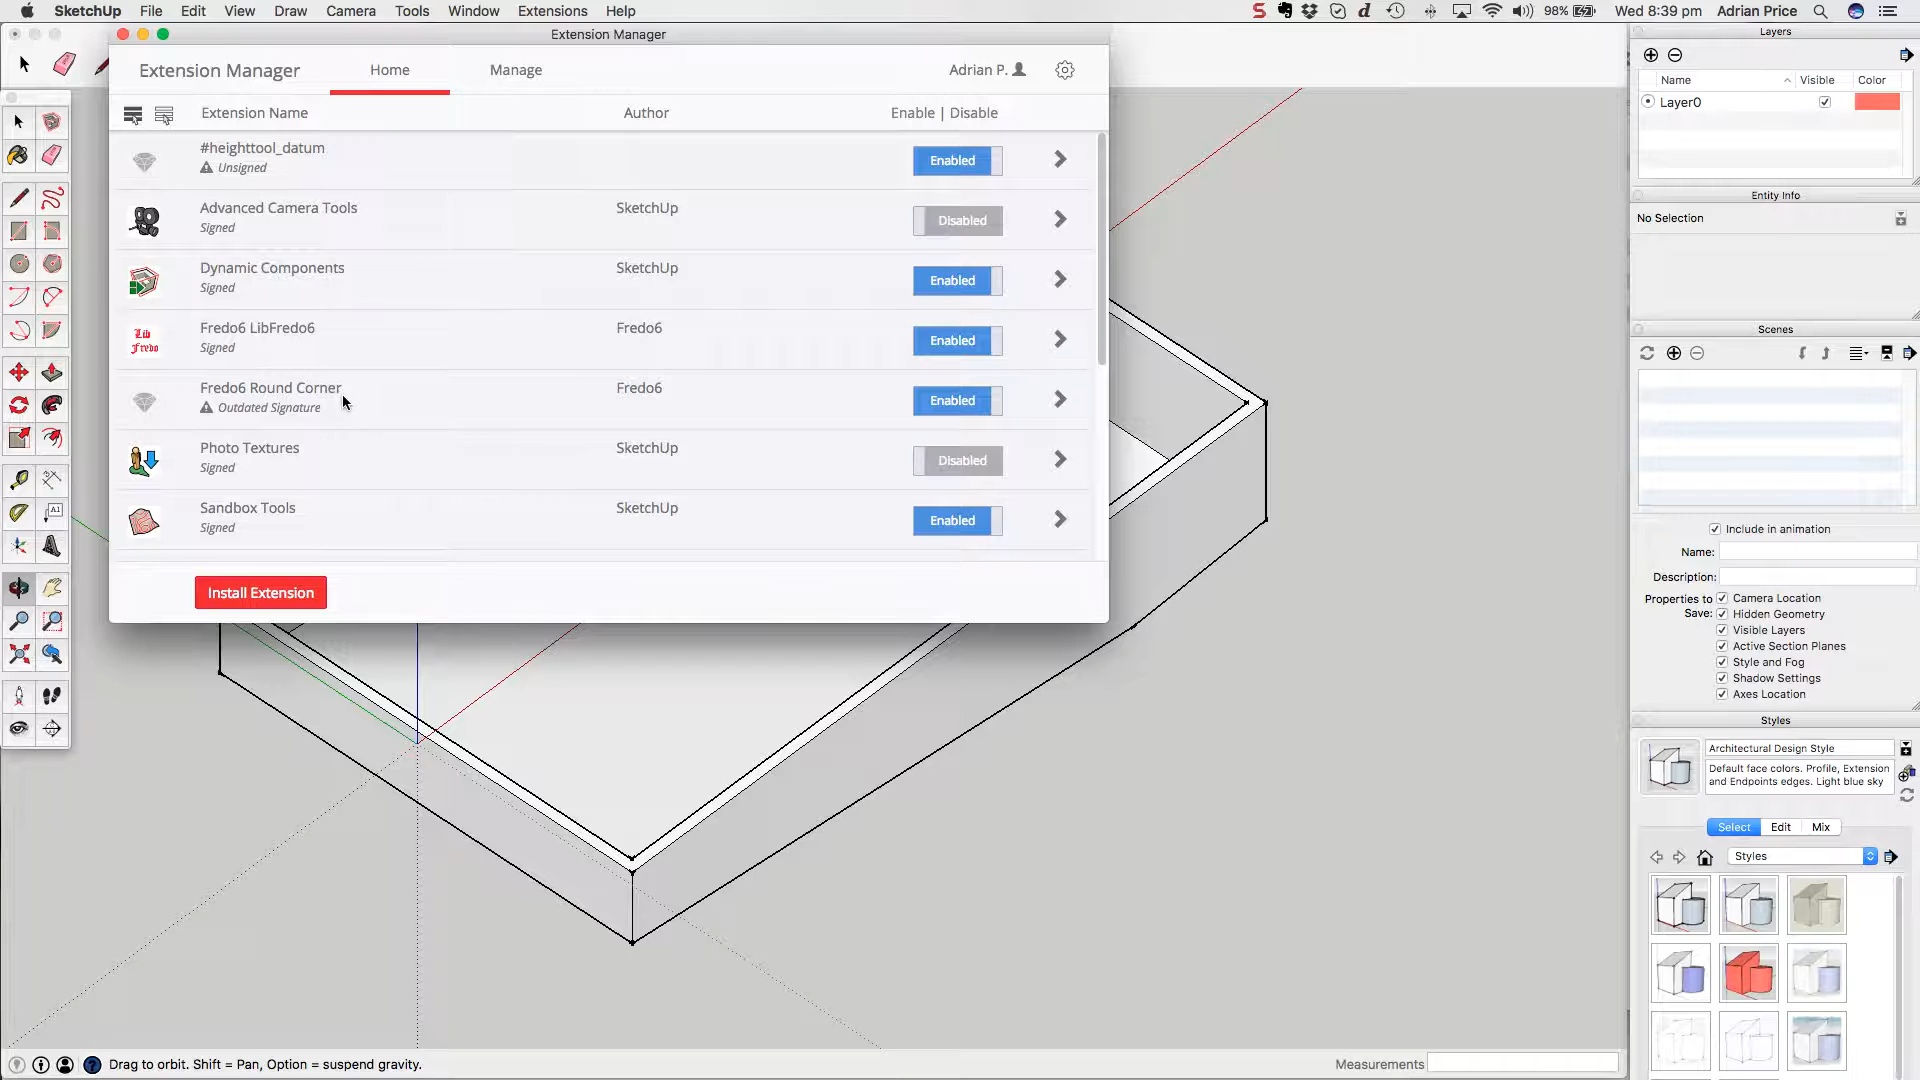 SketchUp File Edit View Draw Camera Tools Window Extensions Help
98% Wed 8:39 pm Adrian Price
Extension Manager
Extension Manager Home Manage Adrian P.
Extension Name Author Enable | Disable
#heighttool_datum
Unsigned
Enabled
Advanced Camera Tools SketchUp
Signed
Disabled
Dynamic Components SketchUp
Signed
Enabled
Lib
Fredo
Fredo6 LibFredo6 Fredo6
Signed
Enabled
Fredo6 Round Corner Fredo6
Outdated Signature
Enabled
Photo Textures SketchUp
Signed
Disabled
Sandbox Tools SketchUp
Signed
Enabled
Install Extension
Layers
Name Visible Color
Layer0
Entity Info
No Selection
Scenes
Include in animation
Name:
Description:
Properties to
Save:
Camera Location
Hidden Geometry
Visible Layers
Active Section Planes
Style and Fog
Shadow Settings
Axes Location
Styles
Architectural Design Style
Default face colors. Profile, Extension
and Endpoints edges. Light blue sky
Select Edit Mix
Styles
Drag to orbit. Shift = Pan, Option = suspend gravity.
Measurements